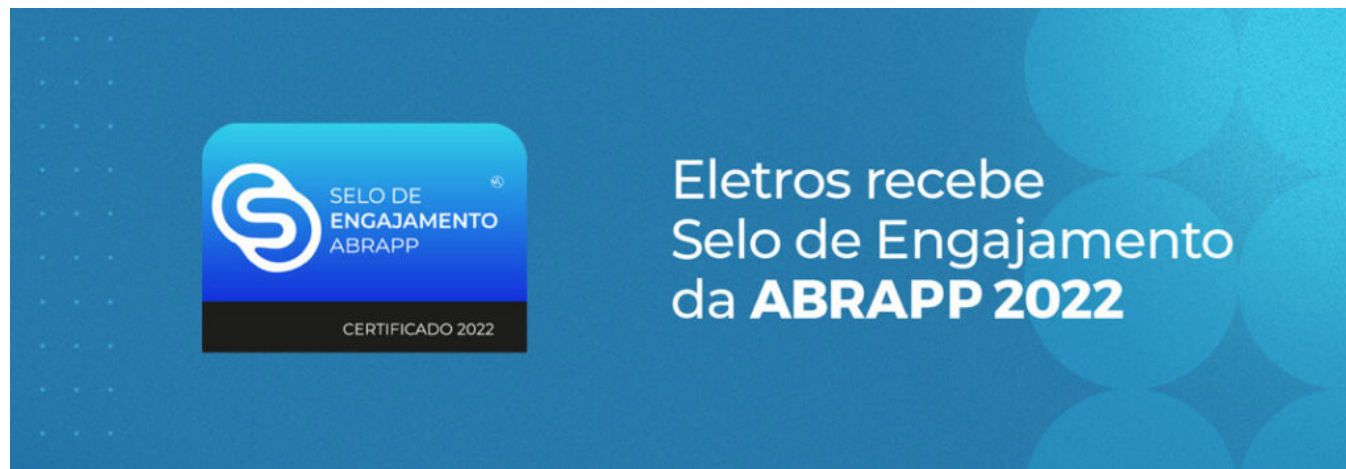 SELO DE
ENGAJAMENTO
ABRAPP
CERTIFICADO 2022
Eletros recebe
Selo de Engajamento
da ABRAPP 2022